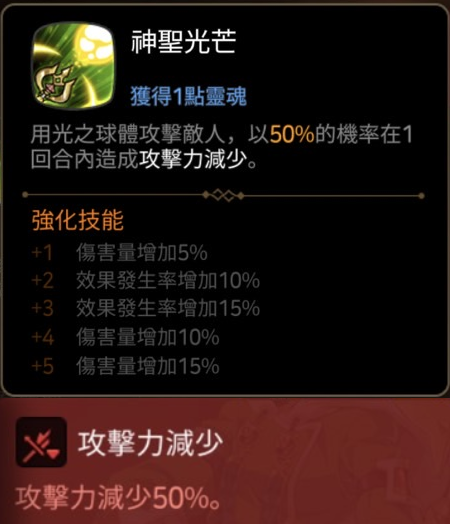 神聖光芒
獲得1點靈魂
用光之球體攻擊敵人，以50%的機率在1
回合內造成攻擊力減少。
強化技能
+1 傷害量增加5%
+2 效果發生率增加10%
+3 效果發生率增加15%
+4 傷害量增加10%
+5 傷害量增加15%
攻擊力減少
攻擊力減少50%。